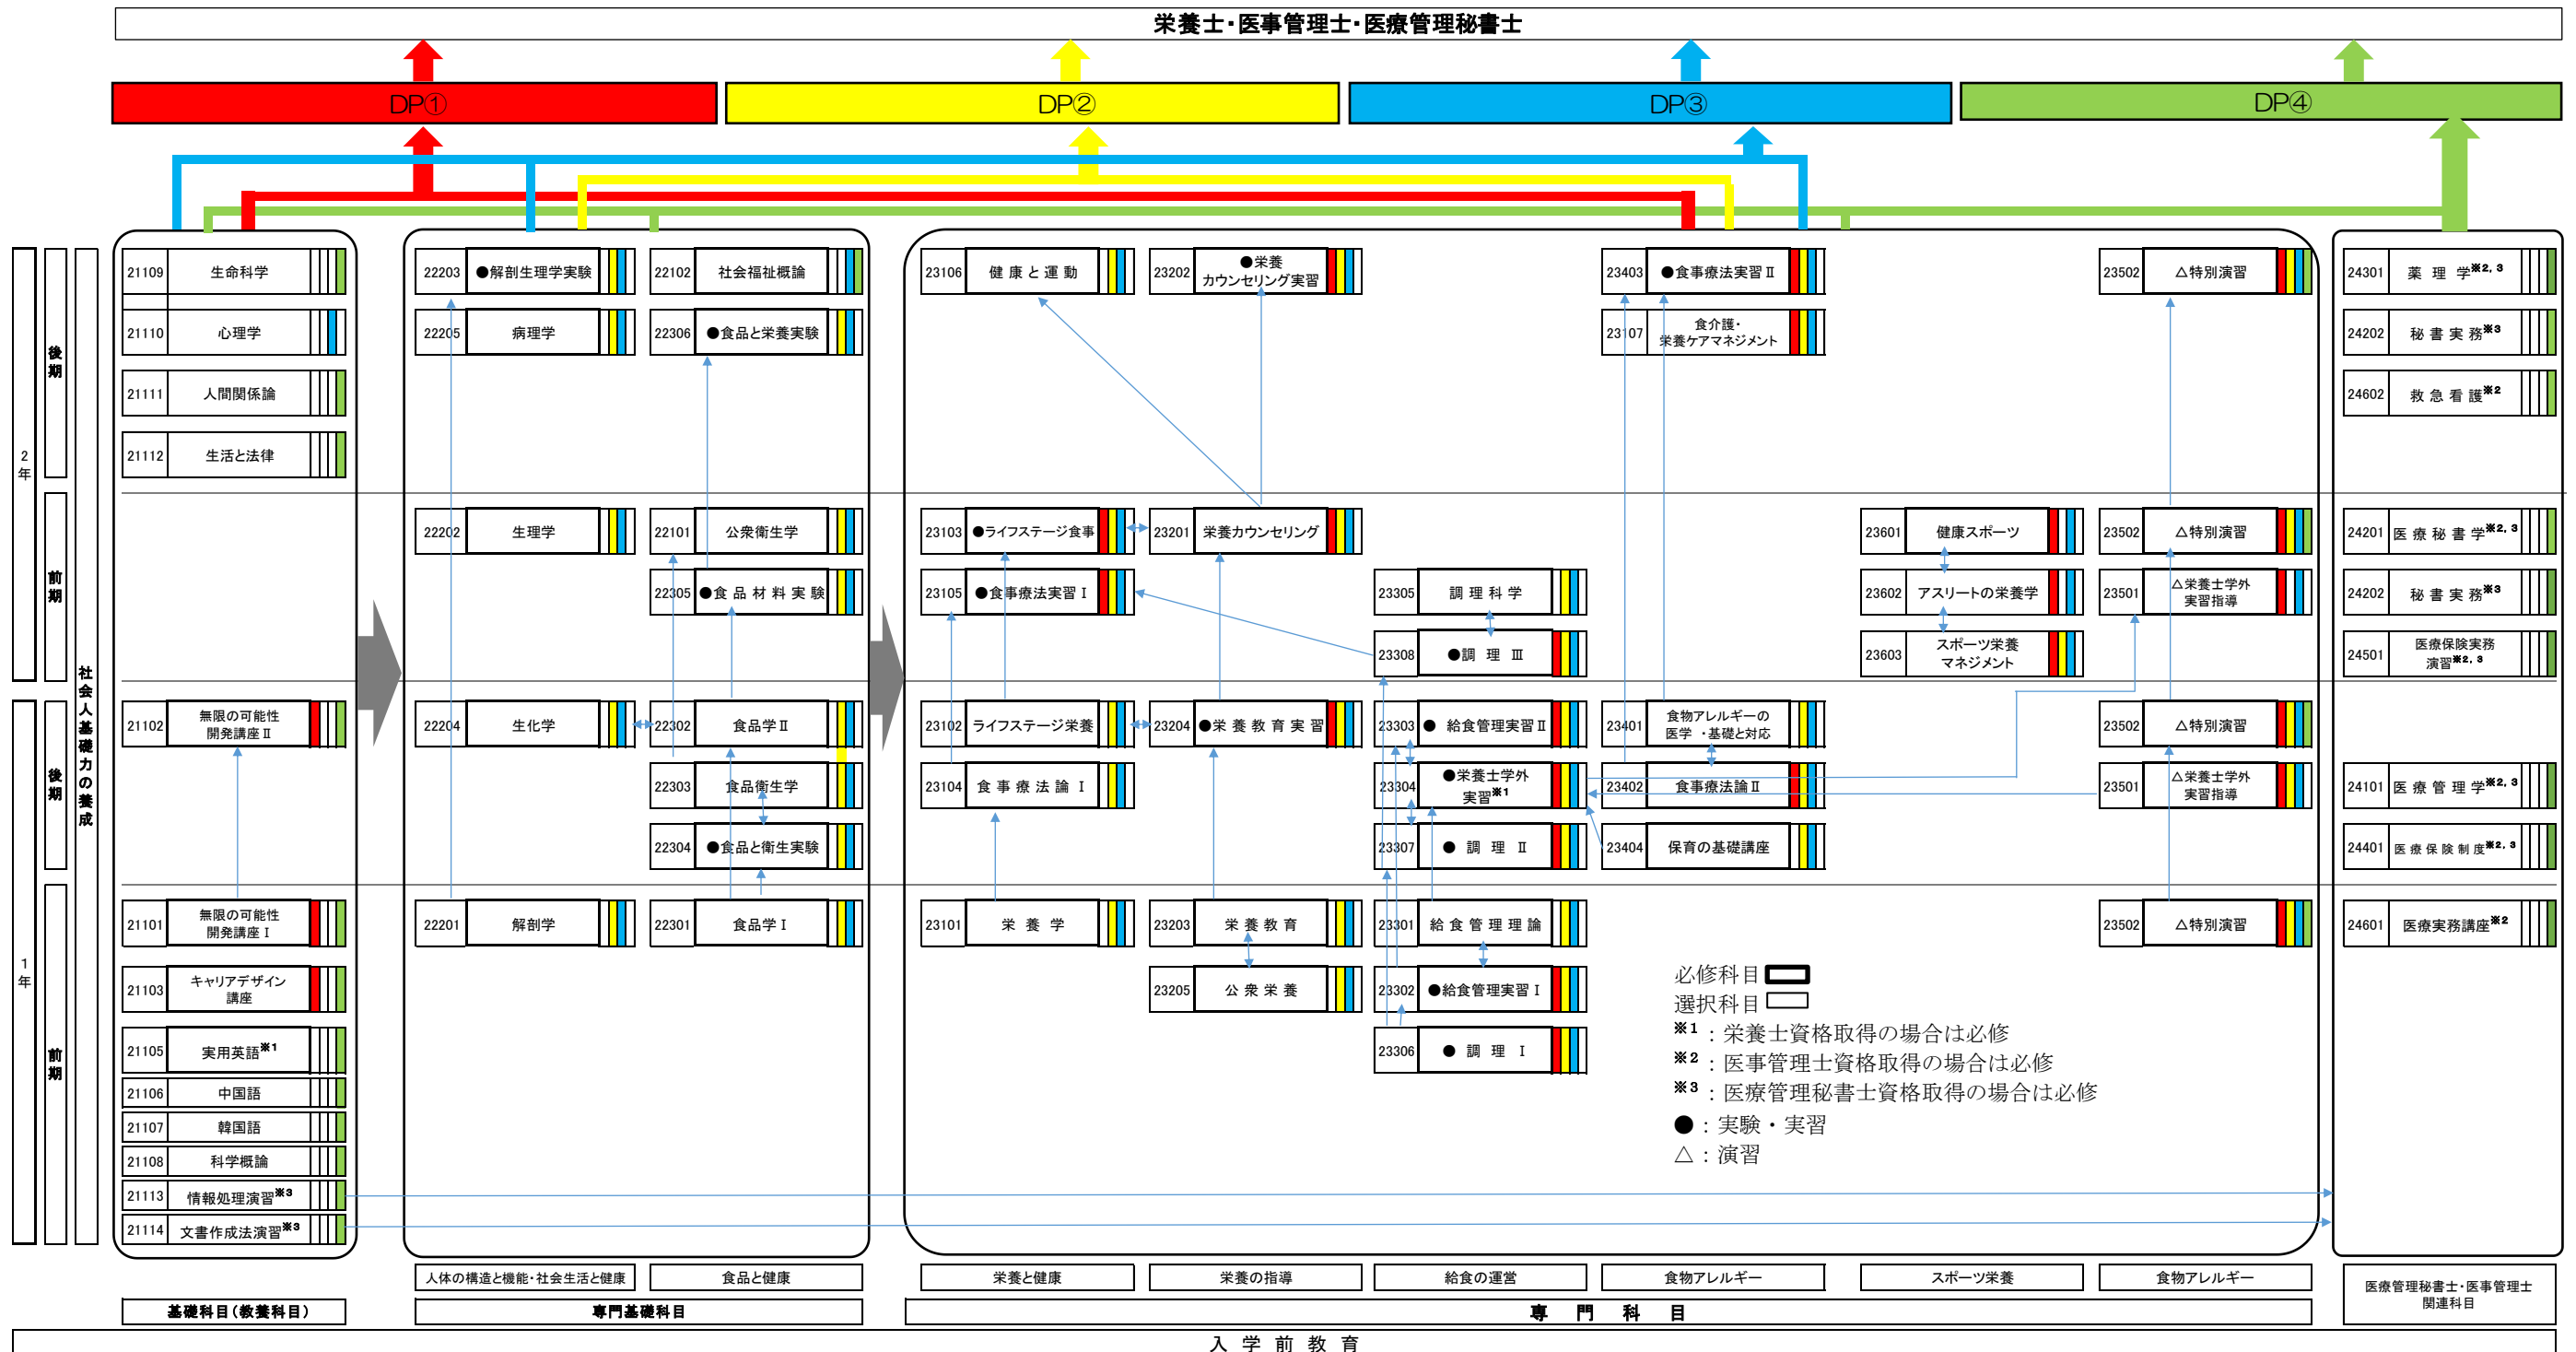 栄養士・医事管理士・医療管理秘書士
DP①
DP②
DP③
DP④
2年
後期
21109 生命科学
22203 ●解剖生理学実験
22102 社会福祉概論
23106 健康と運動
23202 ●栄養
カウンセリング実習
23403 ●食事療法実習Ⅱ
23502 △特別演習
24301 薬理学※2, 3
21110 心理学
22205 病理学
22306 ●食品と栄養実験
23107 食介護・
栄養ケアマネジメント
24202 秘書実務※3
21111 人間関係論
24602 救急看護※2
21112 生活と法律
前期
22202 生理学
22101 公衆衛生学
23103 ●ライフステージ食事
23201 栄養カウンセリング
23601 健康スポーツ
23502 △特別演習
24201 医療秘書学※2, 3
22305 ●食品材料実験
23105 ●食事療法実習Ⅰ
23305 調理科学
23602 アスリートの栄養学
23501 △栄養士学外
実習指導
24202 秘書実務※3
23308 ●調理Ⅲ
23603 スポーツ栄養
マネジメント
24501 医療保険実務
演習※2, 3
社会人基礎力の養成
1年
後期
21102 無限の可能性
開発講座Ⅱ
22204 生化学
22302 食品学Ⅱ
23102 ライフステージ栄養
23204 ●栄養教育実習
23303 ● 給食管理実習Ⅱ
23401 食物アレルギーの
医学・基礎と対応
23502 △特別演習
22303 食品衛生学
23104 食事療法論Ⅰ
23304 ●栄養士学外
実習※1
23402 食事療法論Ⅱ
23501 △栄養士学外
実習指導
24101 医療管理学※2, 3
22304 ●食品と衛生実験
23307 ● 調理Ⅱ
23404 保育の基礎講座
24401 医療保険制度※2, 3
前期
21101 無限の可能性
開発講座Ⅰ
22201 解剖学
22301 食品学Ⅰ
23101 栄養学
23203 栄養教育
23301 給食管理理論
23502 △特別演習
24601 医療実務講座※2
21103 キャリアデザイン
講座
23205 公衆栄養
23302 ●給食管理実習Ⅰ
21105 実用英語※1
23306 ● 調理Ⅰ
21106 中国語
21107 韓国語
21108 科学概論
21113 情報処理演習※3
21114 文書作成法演習※3
必修科目
選択科目
※1：栄養士資格取得の場合は必修
※2：医事管理士資格取得の場合は必修
※3：医療管理秘書士資格取得の場合は必修
●：実験・実習
△：演習
人体の構造と機能・社会生活と健康
食品と健康
栄養と健康
栄養の指導
給食の運営
食物アレルギー
スポーツ栄養
食物アレルギー
医療管理秘書士・医事管理士
関連科目
基礎科目（教養科目）
専門基礎科目
専門科目
入学前教育